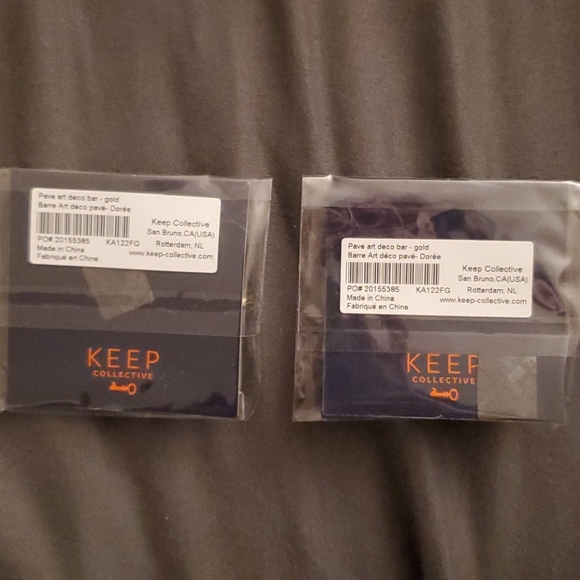 Pave art deco bar - gold
Barre Art déco pavé- Dorée
Keep Collective
San Bruno,CA(USA)
PO# 20155385 KA122FG Rotterdam, NL
Made in China www.keep-collective.com
Fabriqué en Chine
KEEP
COLLECTIVE
Pave art deco bar - gold
Barre Art déco pavé- Dorée
Keep Collective
San Bruno,CA(USA)
PO# 20155385 KA122FG Rotterdam, NL
Made in China www.keep-collective.com
Fabriqué en Chine
KEEP
COLLECTIVE